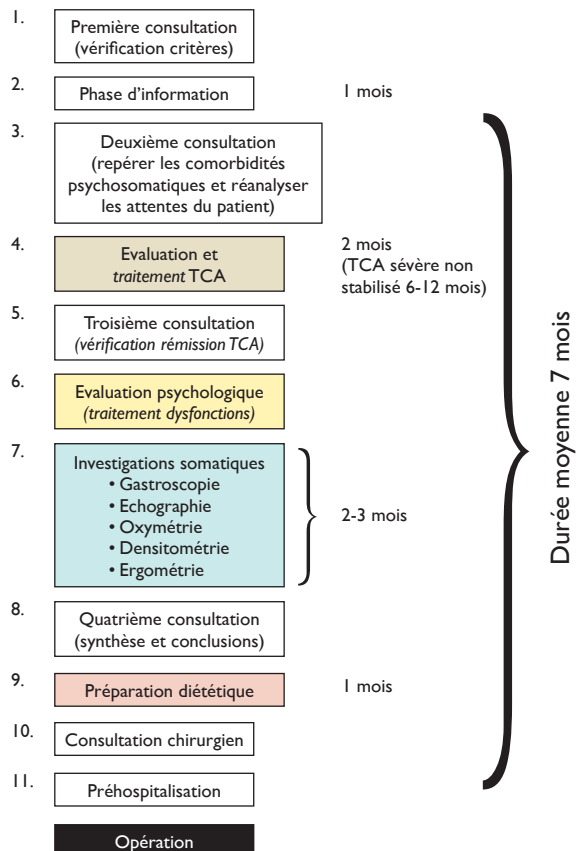 1.
Première consultation
(vérification critères)
2.
Phase d'information
1 mois
3.
Deuxième consultation
(repérer les comorbidités
psychosomatiques et réanalyser
les attentes du patient)
4.
Evaluation et
traitement TCA
2 mois
(TCA sévère non
stabilisé 6-12 mois)
5.
Troisième consultation
(vérification rémission TCA)
6.
Evaluation psychologique
(traitement dysfonctions)
7.
Investigations somatiques
• Gastroscopie
• Echographie
• Oxymétrie
• Densitométrie
• Ergométrie
2-3 mois
8.
Quatrième consultation
(synthèse et conclusions)
9.
Préparation diététique
1 mois
10.
Consultation chirurgien
11.
Préhospitalisation
Opération
Durée moyenne 7 mois